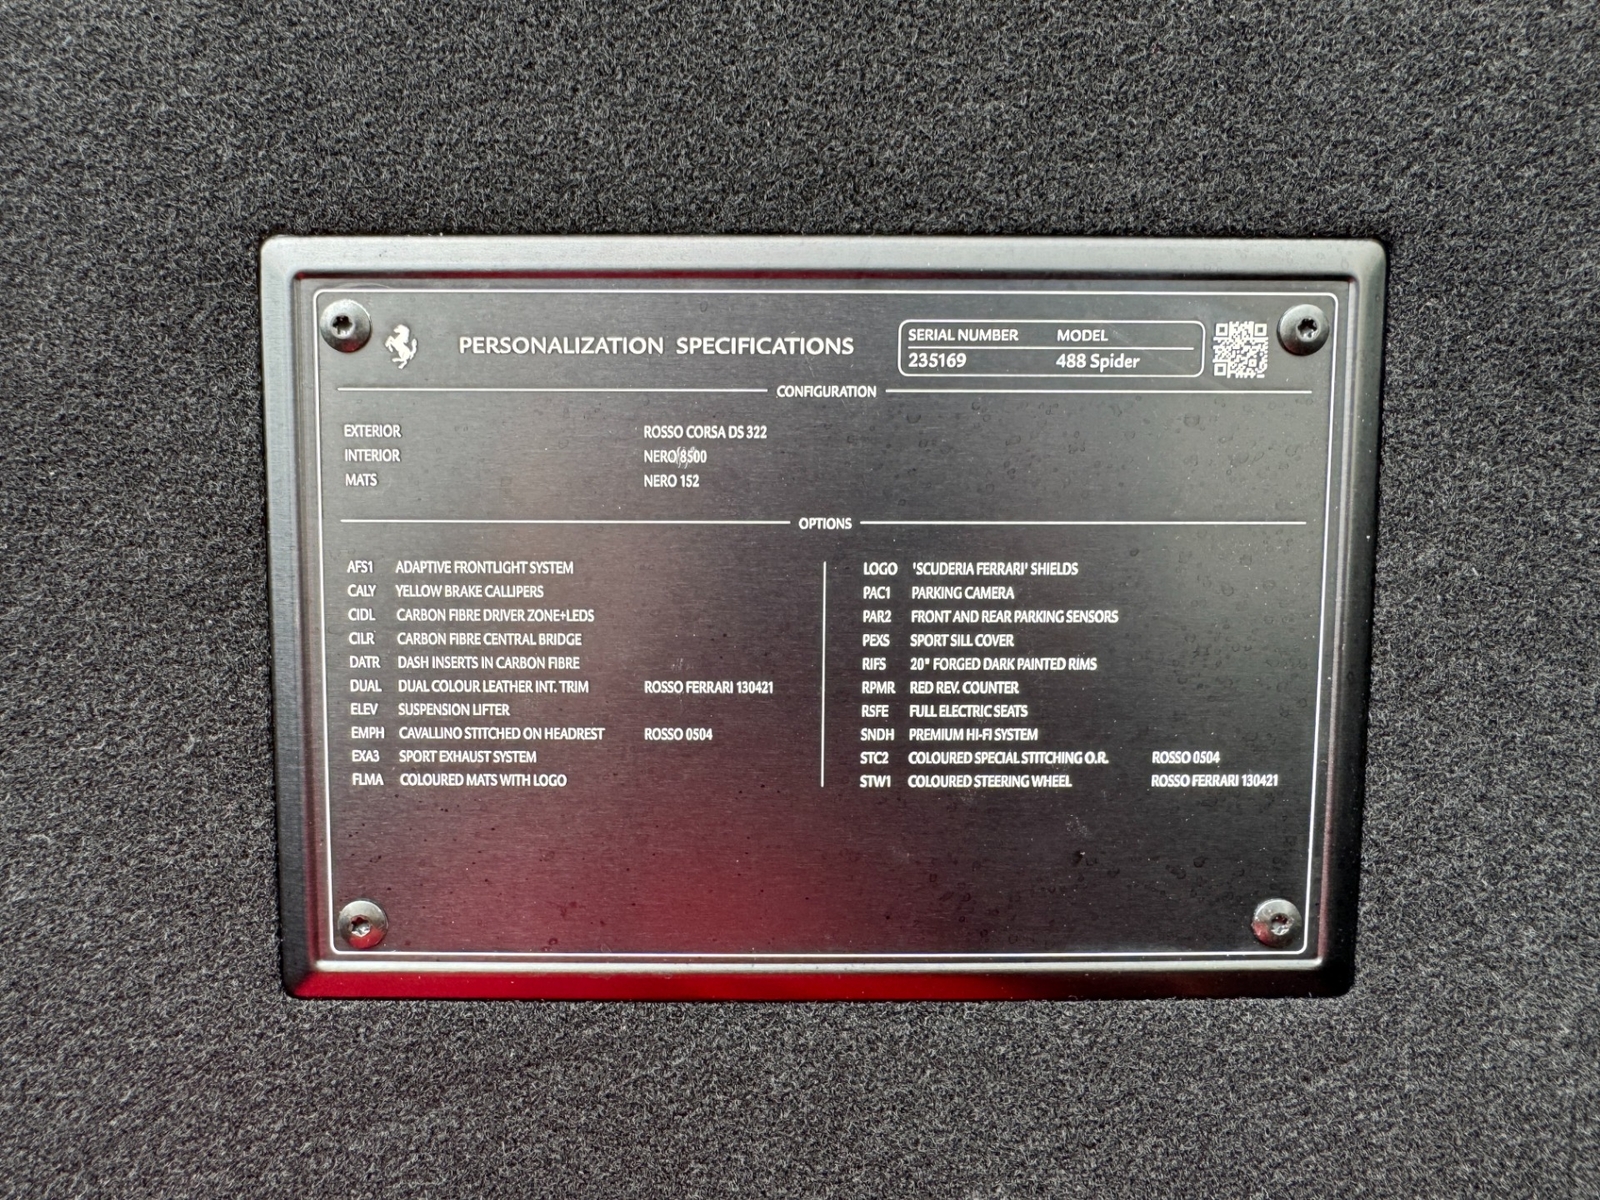 PERSONALIZATION SPECIFICATIONS
SERIAL NUMBER MODEL
235169 488 Spider
CONFIGURATION
EXTERIOR ROSSO CORSA DS 322
INTERIOR NERO 8500
MATS NERO 152
OPTIONS
AFS1 ADAPTIVE FRONTLIGHT SYSTEM
CALY YELLOW BRAKE CALLIPERS
CIDL CARBON FIBRE DRIVER ZONE+LEDS
CILR CARBON FIBRE CENTRAL BRIDGE
DATR DASH INSERTS IN CARBON FIBRE
DUAL DUAL COLOUR LEATHER INT. TRIM ROSSO FERRARI 130421
ELEV SUSPENSION LIFTER
EMPH CAVALLINO STITCHED ON HEADREST ROSSO 0504
EXA3 SPORT EXHAUST SYSTEM
FLMA COLOURED MATS WITH LOGO
LOGO 'SCUDERIA FERRARI' SHIELDS
PAC1 PARKING CAMERA
PAR2 FRONT AND REAR PARKING SENSORS
PEXS SPORT SILL COVER
RIFS 20" FORGED DARK PAINTED RIMS
RPMR RED REV. COUNTER
RSFE FULL ELECTRIC SEATS
SNDH PREMIUM HI-FI SYSTEM
STC2 COLOURED SPECIAL STITCHING O.R. ROSSO 0504
STW1 COLOURED STEERING WHEEL ROSSO FERRARI 130421